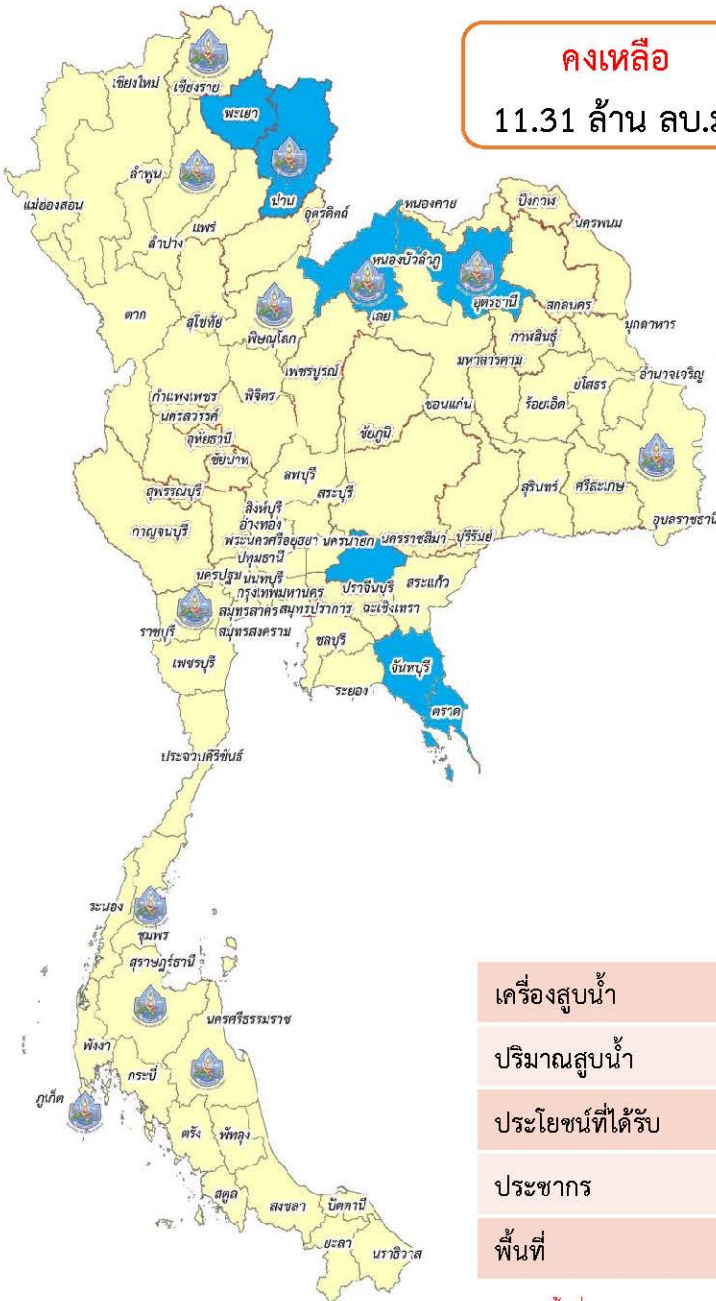 คงเหลือ
11.31 ล้าน ลบ.ม
เชียงใหม่
เชียงราย
พะเยา
ลำพูน
น่าน
แม่ฮ่องสอน
แพร่
อุตรดิตถ์
หนองคาย
บึงกาฬ
นครพนม
ลำปาง
หนองบัวลำภู
ตาก
สุโขทัย
พิษณุโลก
เลย
อุดรธานี
สกลนคร
มุกดาหาร
กาฬสินธุ์
เพชรบูรณ์
มหาสารคาม
อำนาจเจริญ
ยโสธร
กำแพงเพชร
พิจิตร
ขอนแก่น
ร้อยเอ็ด
นครสวรรค์
อุทัยธานี
ชัยภูมิ
ชัยนาท
ลพบุรี
สุพรรณบุรี
สระบุรี
สุรินทร์
ศรีสะเกษ
สิงห์บุรี
อ่างทอง
อุบลราชธานี
กาญจนบุรี
พระนครศรีอยุธยา
นครนายก
นครราชสีมา
บุรีรัมย์
ปทุมธานี
นครปฐม
นนทบุรี
ปราจีนบุรี
สระแก้ว
กรุงเทพมหานคร
สมุทรสาคร
สมุทรปราการ
ฉะเชิงเทรา
ราชบุรี
สมุทรสงคราม
ชลบุรี
เพชรบุรี
จันทบุรี
ระยอง
ตราด
ประจวบคีรีขันธ์
ระนอง
ชุมพร
สุราษฎร์ธานี
นครศรีธรรมราช
พังงา
กระบี่
ภูเก็ต
ตรัง
พัทลุง
สตูล
สงขลา
ปัตตานี
ยะลา
นราธิวาส
เครื่องสูบน้ำ
ปริมาณสูบน้ำ
ประโยชน์ที่ได้รับ
ประชากร
พื้นที่